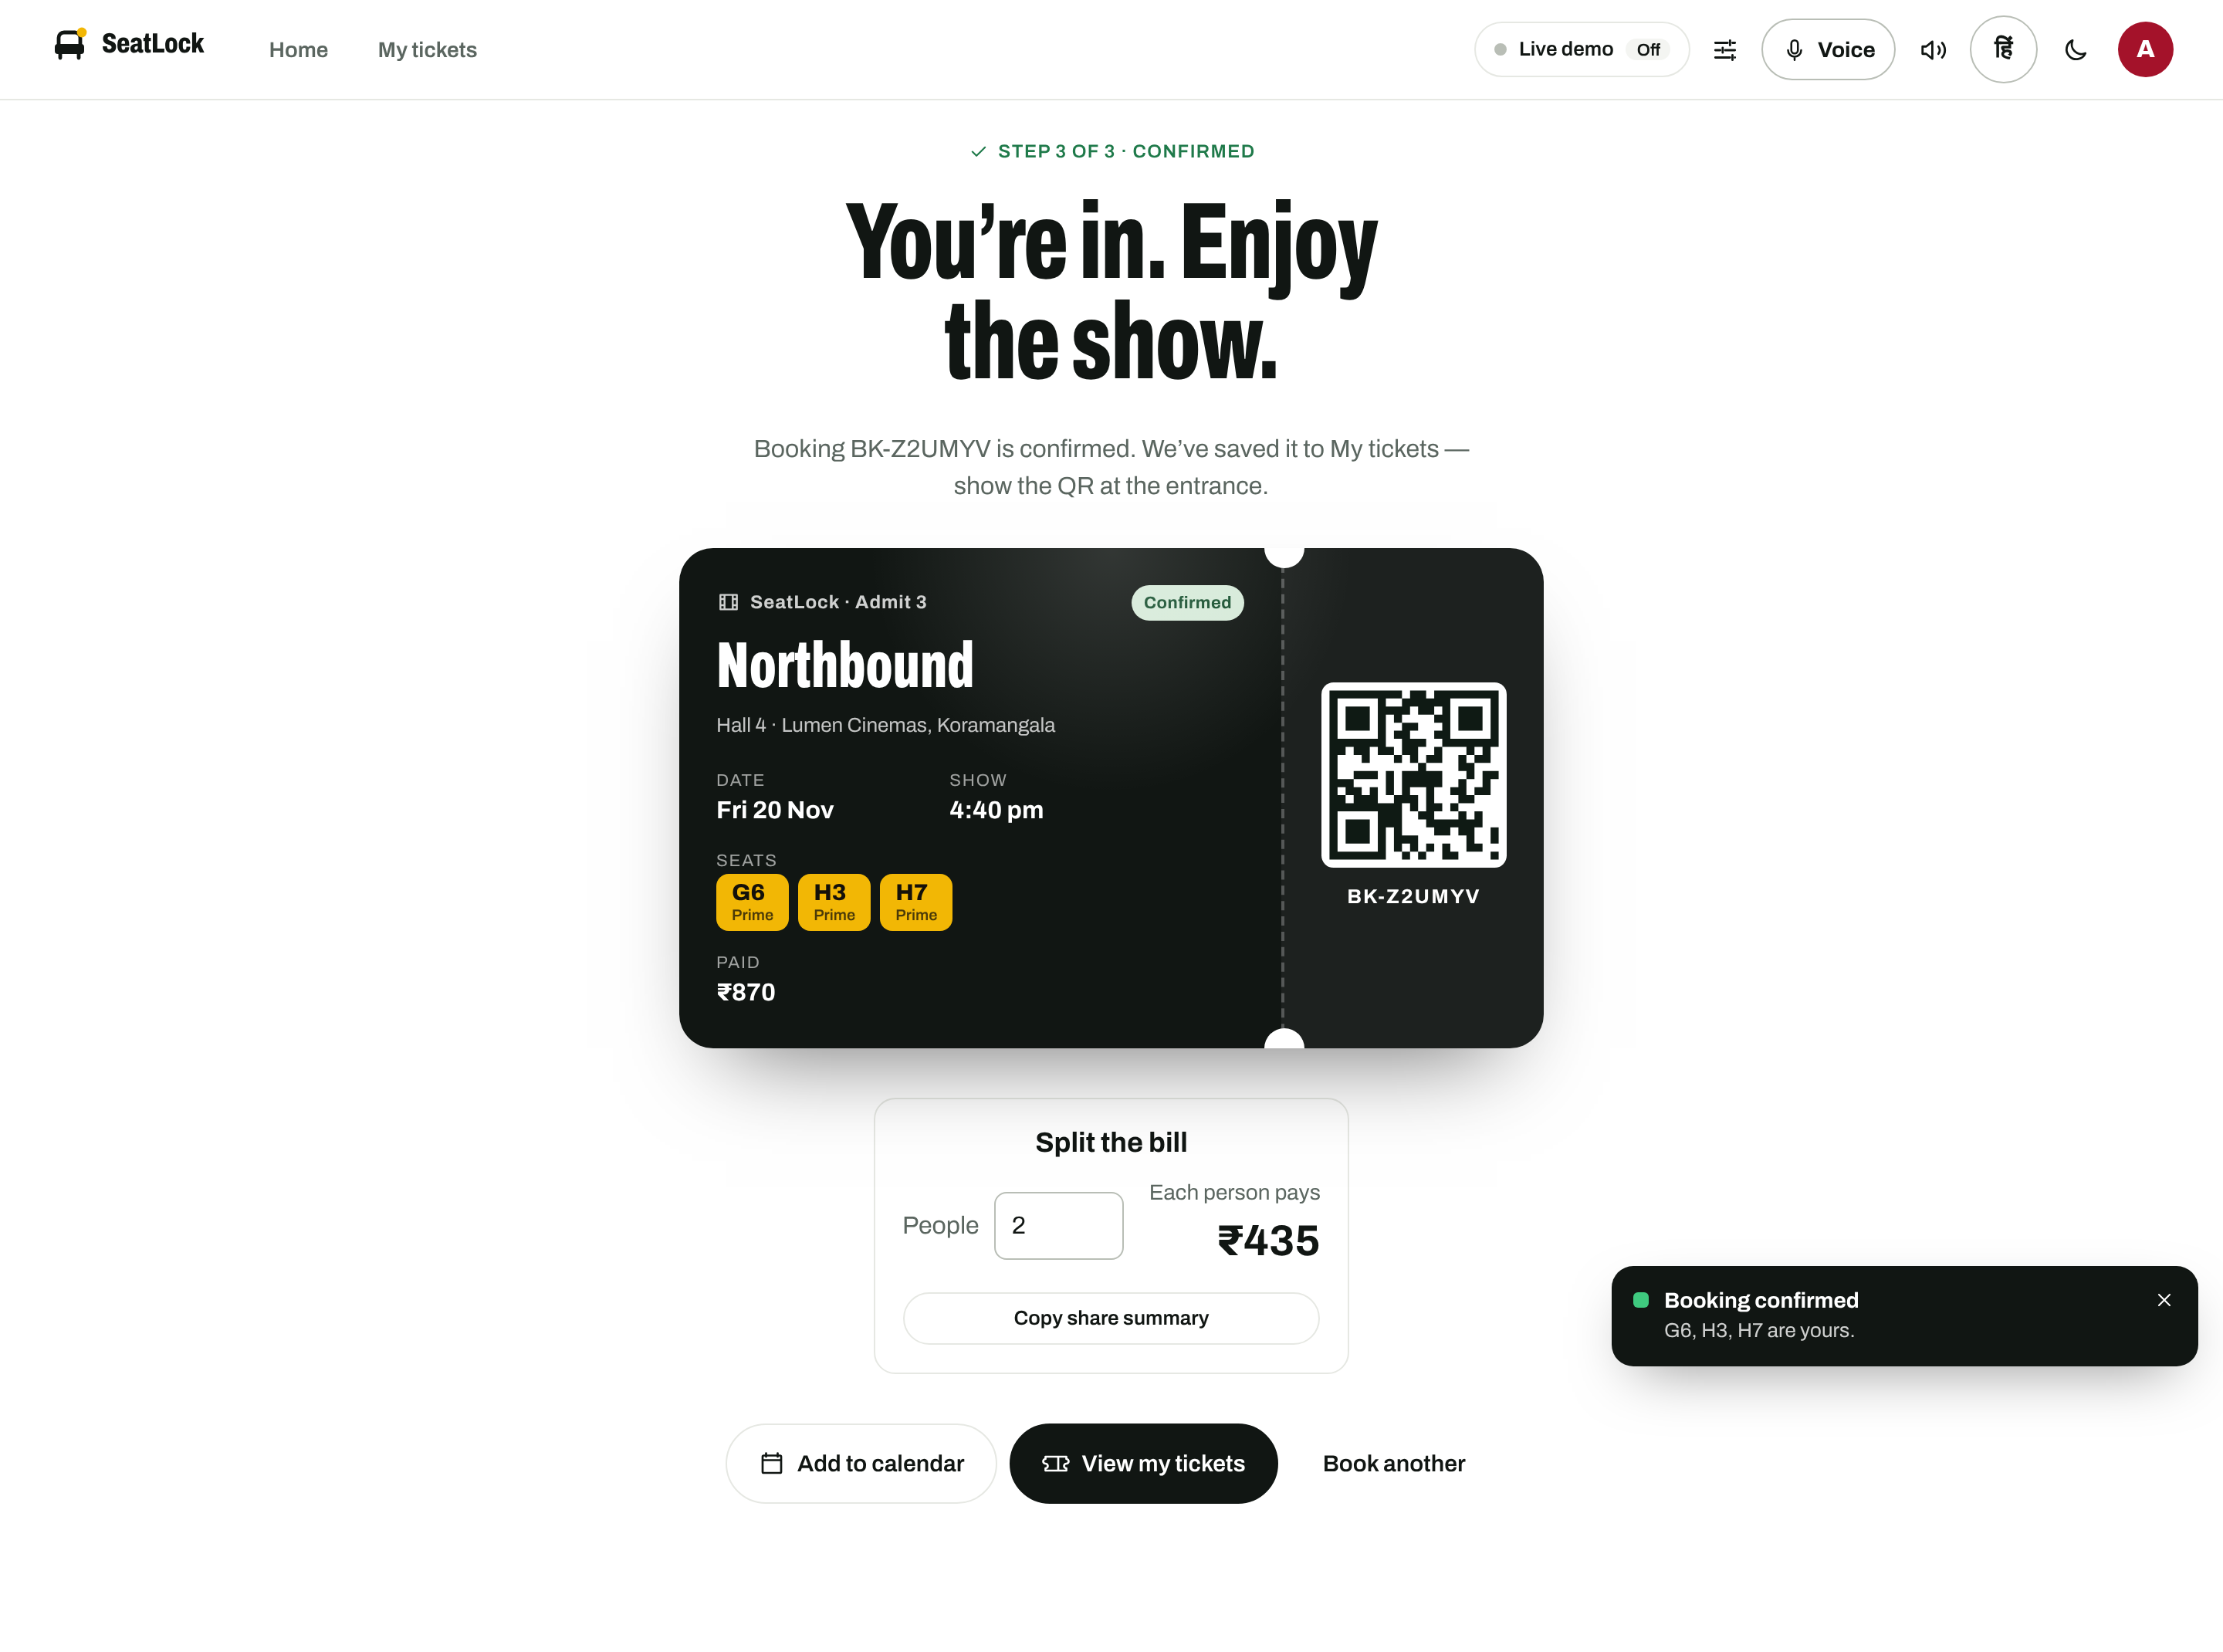 SeatLock
Home
My tickets
Live demo Off
Voice
हिं
A
STEP 3 OF 3 · CONFIRMED
You’re in. Enjoy
the show.
Booking BK-Z2UMYV is confirmed. We’ve saved it to My tickets —
show the QR at the entrance.
SeatLock · Admit 3
Confirmed
Northbound
Hall 4 · Lumen Cinemas, Koramangala
DATE
Fri 20 Nov
SHOW
4:40 pm
SEATS
G6
Prime
H3
Prime
H7
Prime
PAID
₹870
BK-Z2UMYV
Split the bill
People
2
Each person pays
₹435
Copy share summary
Booking confirmed
G6, H3, H7 are yours.
Add to calendar
View my tickets
Book another